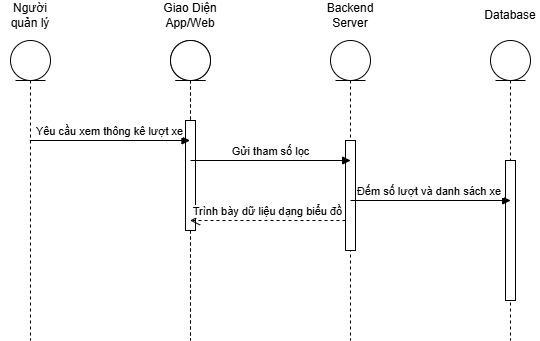 Người
quản lý
Giao Diện
App/Web
Backend
Server
Database
Yêu cầu xem thống kê lượt xe
Gửi tham số lọc
Đếm số lượt và danh sách xe
Trình bày dữ liệu dạng biểu đồ